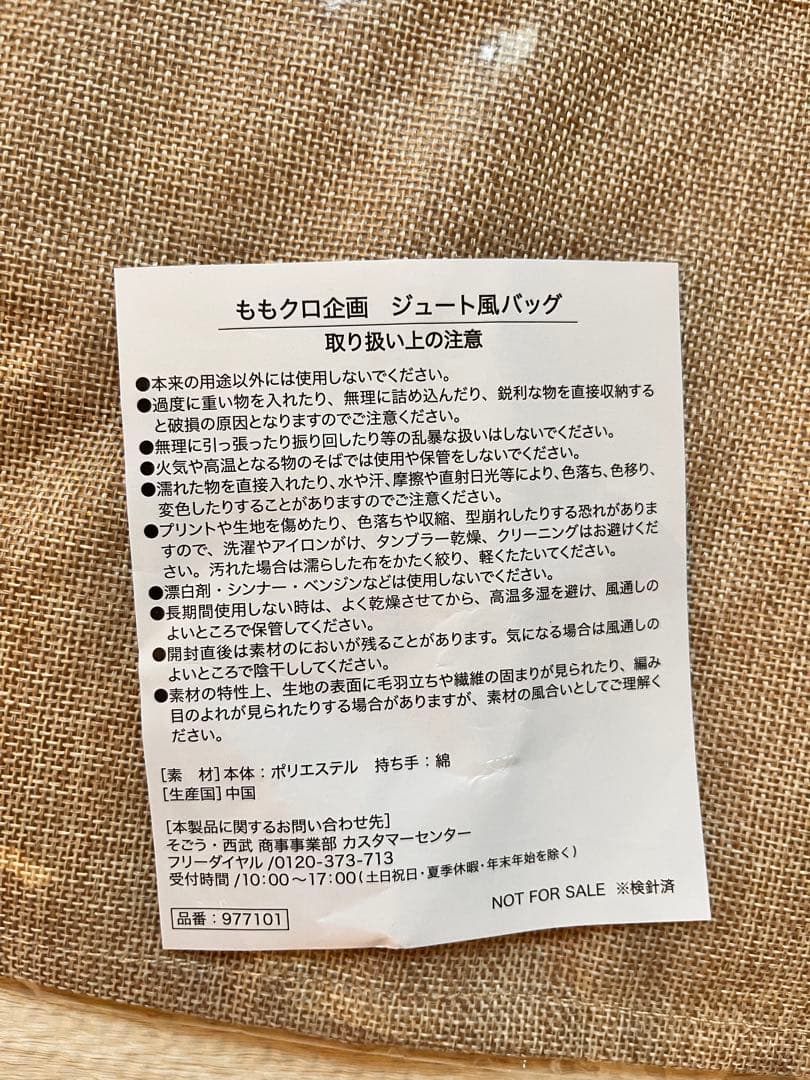 ももクロ企画　ジュート風バッグ
取り扱い上の注意
●本来の用途以外には使用しないでください。
●過度に重い物を入れたり、無理に詰め込んだり、鋭利な物を直接収納する
と破損の原因となりますのでご注意ください。
●無理に引っ張ったり振り回したり等の乱暴な扱いはしないでください。
●火気や高温となる物のそばでは使用や保管をしないでください。
●濡れた物を直接入れたり、水や汗、摩擦や直射日光等により、色落ち、色移り、
変色したりすることがありますのでご注意ください。
●プリントや生地を傷めたり、色落ちや収縮、型崩れしたりする恐れがありま
すので、洗濯やアイロンがけ、タンブラー乾燥、クリーニングはお避けくだ
さい。汚れた場合は濡らした布をかたく絞り、軽くたたいてください。
●漂白剤・シンナー・ベンジンなどは使用しないでください。
●長期間使用しない時は、よく乾燥させてから、高温多湿を避け、風通しの
よいところで保管してください。
●開封直後は素材のにおいが残ることがあります。気になる場合は風通しの
よいところで陰干ししてください。
●素材の特性上、生地の表面に毛羽立ちや繊維の固まりが見られたり、編み
目のよれが見られたりする場合がありますが、素材の風合いとしてご理解く
ださい。
［素　材］本体：ポリエステル　持ち手：綿
［生産国］中国
［本製品に関するお問い合わせ先］
そごう・西武 商事事業部 カスタマーセンター
フリーダイヤル/0120-373-713
受付時間/10:00〜17:00（土日祝日・夏季休暇・年末年始を除く）
NOT FOR SALE ※検針済
品番：977101